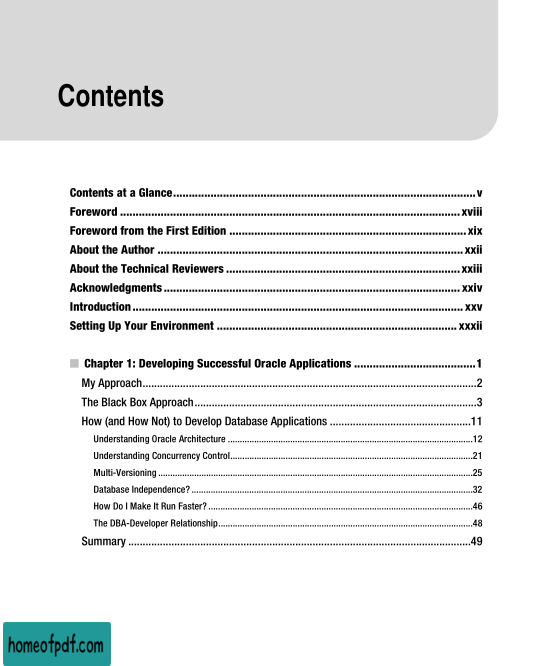 Contents
Contents at a Glance....................................................................................................v
Foreword ................................................................................................................xviii
Foreword from the First Edition ..............................................................................xix
About the Author .....................................................................................................xxii
About the Technical Reviewers .............................................................................xxiii
Acknowledgments..................................................................................................xxiv
Introduction.............................................................................................................xxv
Setting Up Your Environment ...............................................................................xxxii
■ Chapter 1: Developing Successful Oracle Applications .......................................1
My Approach....................................................................................................................2
The Black Box Approach..................................................................................................3
How (and How Not) to Develop Database Applications .................................................11
Understanding Oracle Architecture ......................................................................................................12
Understanding Concurrency Control.....................................................................................................21
Multi-Versioning ...................................................................................................................................25
Database Independence? .....................................................................................................................32
How Do I Make It Run Faster? ..............................................................................................................46
The DBA-Developer Relationship..........................................................................................................48
Summary .......................................................................................................................49
homeofpdf.com